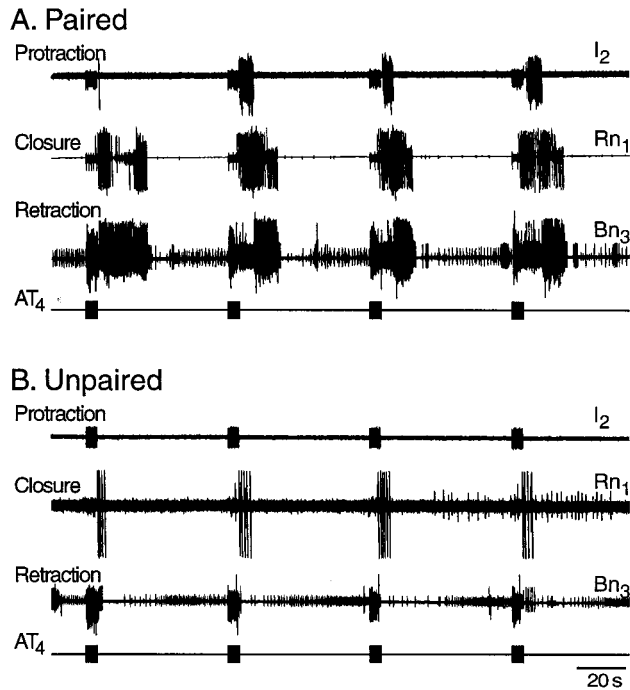 A. Paired
Protraction I2
Closure Rn1
Retraction Bn3
AT4
B. Unpaired
Protraction I2
Closure Rn1
Retraction Bn3
AT4
20 s